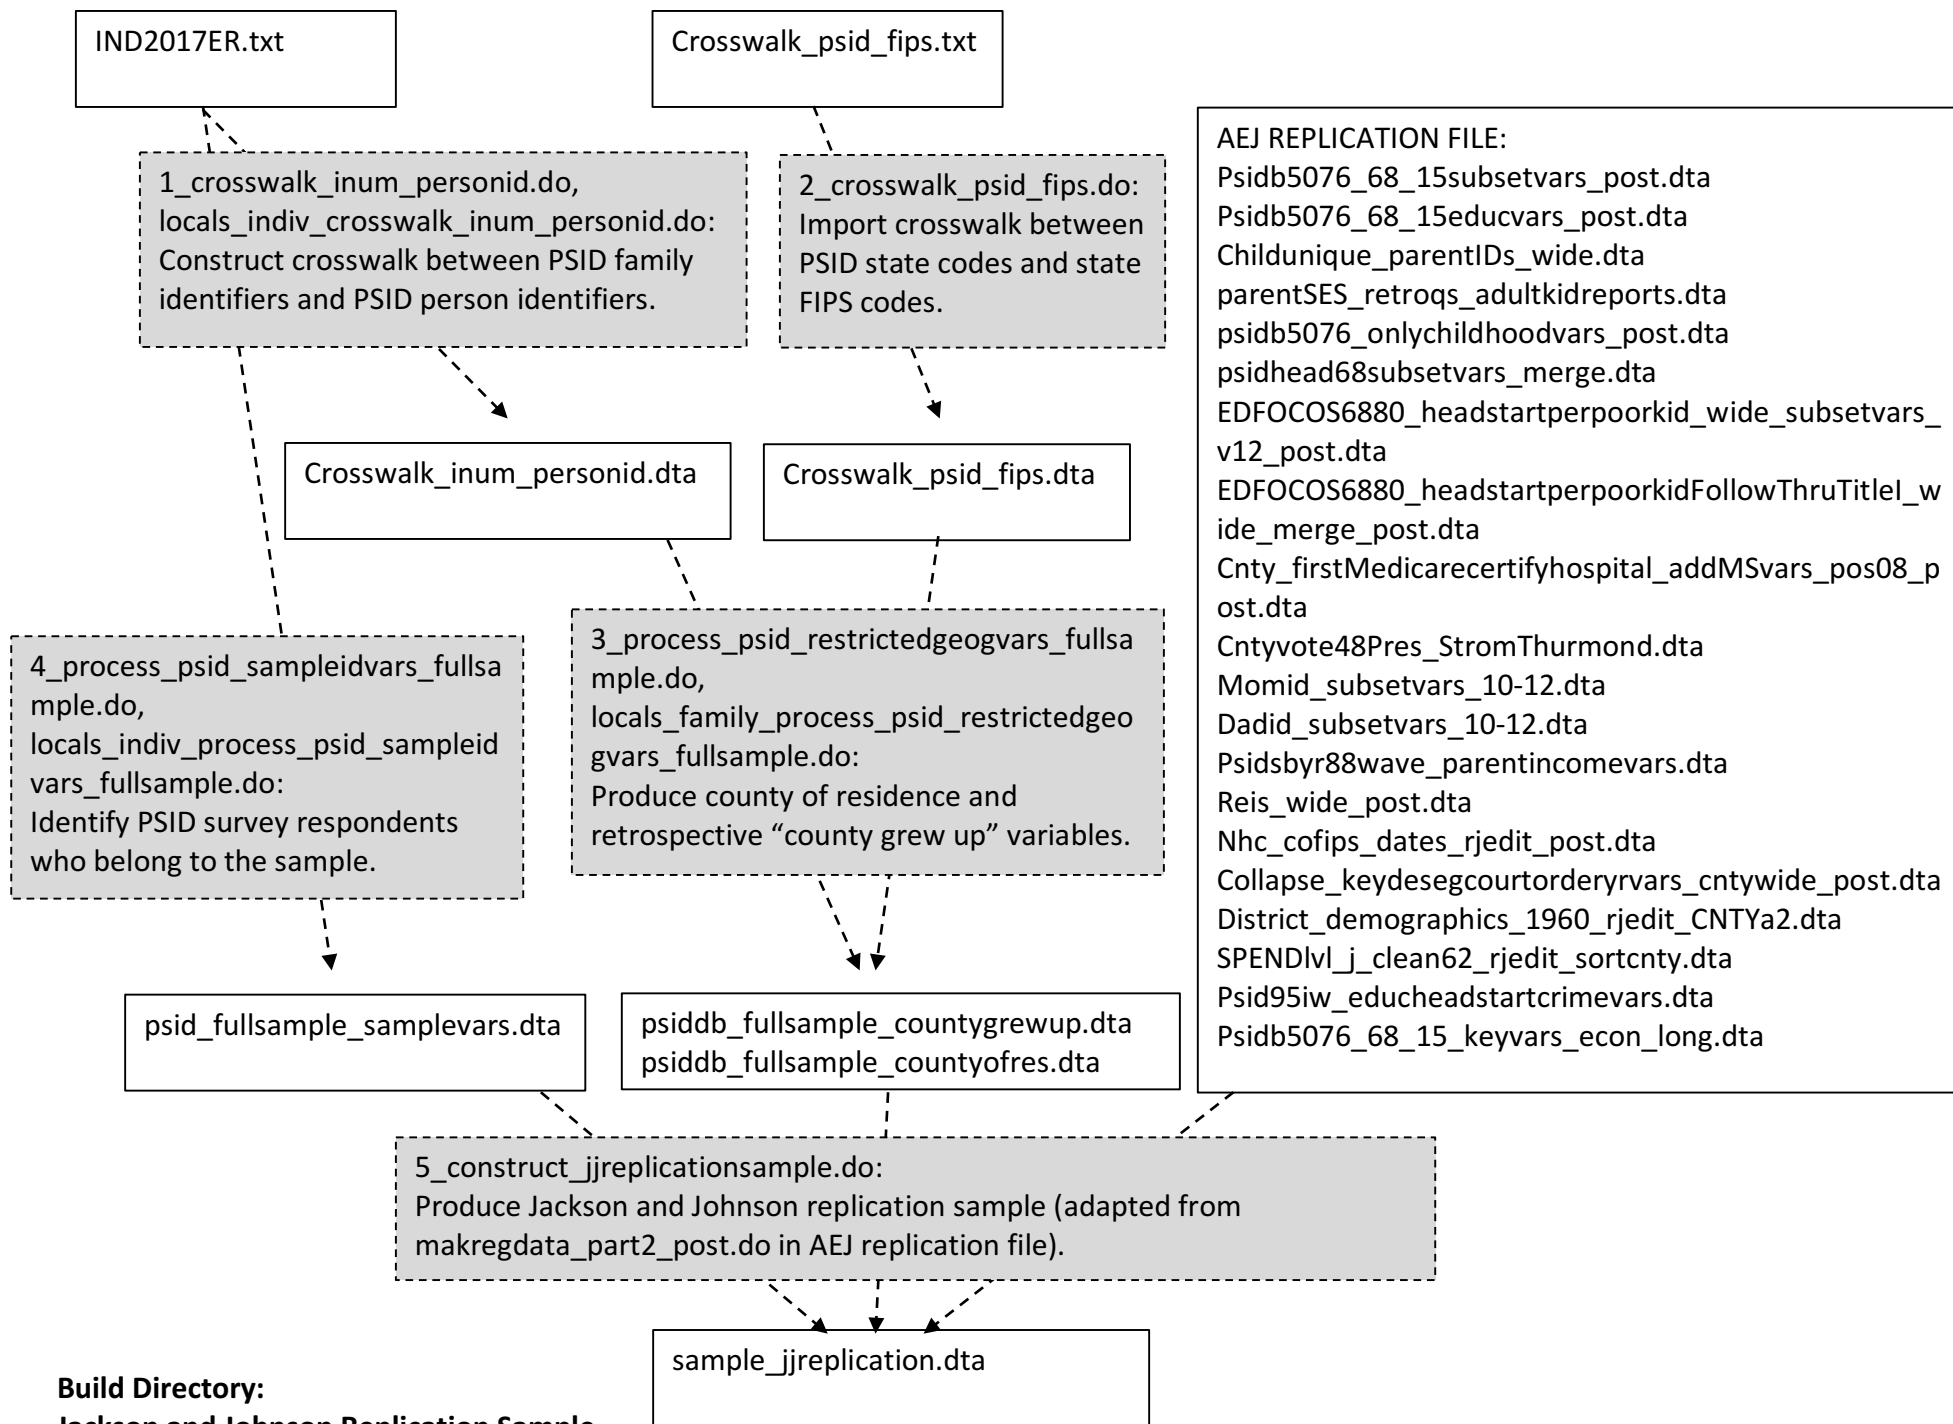 IND2017ER.txt
Crosswalk_psid_fips.txt
1_crosswalk_inum_personid.do,
locals_indiv_crosswalk_inum_personid.do:
Construct crosswalk between PSID family
identifiers and PSID person identifiers.
2_crosswalk_psid_fips.do:
Import crosswalk between
PSID state codes and state
FIPS codes.
AEJ REPLICATION FILE:
Psidb5076_68_15subsetvars_post.dta
Psidb5076_68_15educvars_post.dta
Childunique_parentIDs_wide.dta
parentSES_retroqs_adultkidreports.dta
psidb5076_onlychildhoodvars_post.dta
psidhead68subsetvars_merge.dta
EDFOCOS6880_headstartperpoorkid_wide_subsetvars_
v12_post.dta
EDFOCOS6880_headstartperpoorkidFollowThruTitleI_w
ide_merge_post.dta
Cnty_firstMedicarecertifyhospital_addMSvars_pos08_p
ost.dta
Cntyvote48Pres_StromThurmond.dta
Momid_subsetvars_10-12.dta
Dadid_subsetvars_10-12.dta
Psidsbyr88wave_parentincomevars.dta
Reis_wide_post.dta
Nhc_cofips_dates_rjedit_post.dta
Collapse_keydesegcourtorderyrvars_cntywide_post.dta
District_demographics_1960_rjedit_CNTYa2.dta
SPENDlvl_j_clean62_rjedit_sortcnty.dta
Psid95iw_educheadstartcrimevars.dta
Psidb5076_68_15_keyvars_econ_long.dta
Crosswalk_inum_personid.dta
Crosswalk_psid_fips.dta
4_process_psid_sampleidvars_fullsa
mple.do,
locals_indiv_process_psid_sampleid
vars_fullsample.do:
Identify PSID survey respondents
who belong to the sample.
3_process_psid_restrictedgeogvars_fullsa
mple.do,
locals_family_process_psid_restrictedgeo
gvars_fullsample.do:
Produce county of residence and
retrospective “county grew up” variables.
psid_fullsample_samplevars.dta
psiddb_fullsample_countygrewup.dta
psiddb_fullsample_countyofres.dta
5_construct_jjreplicationsample.do:
Produce Jackson and Johnson replication sample (adapted from
makregdata_part2_post.do in AEJ replication file).
sample_jjreplication.dta
Build Directory:
Jackson and Johnson Replication Sample